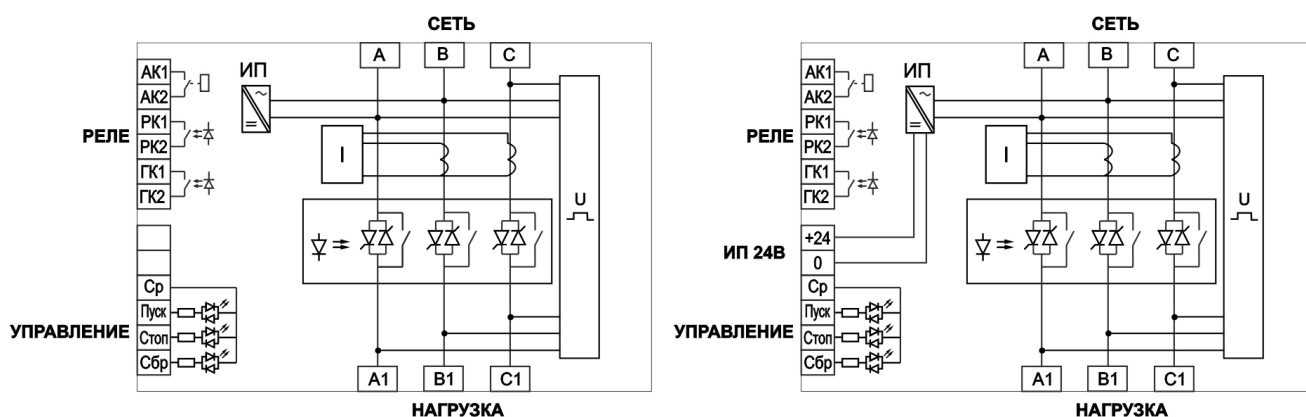 СЕТЬ
A
B
C
АК1
АК2
РК1
РК2
ГК1
ГК2
РЕЛЕ
ИП
I
U
Ср
Пуск
Стоп
Сбр
УПРАВЛЕНИЕ
A1
B1
C1
НАГРУЗКА
СЕТЬ
A
B
C
АК1
АК2
РК1
РК2
ГК1
ГК2
РЕЛЕ
ИП
I
U
ИП 24В
+24
0
Ср
Пуск
Стоп
Сбр
УПРАВЛЕНИЕ
A1
B1
C1
НАГРУЗКА